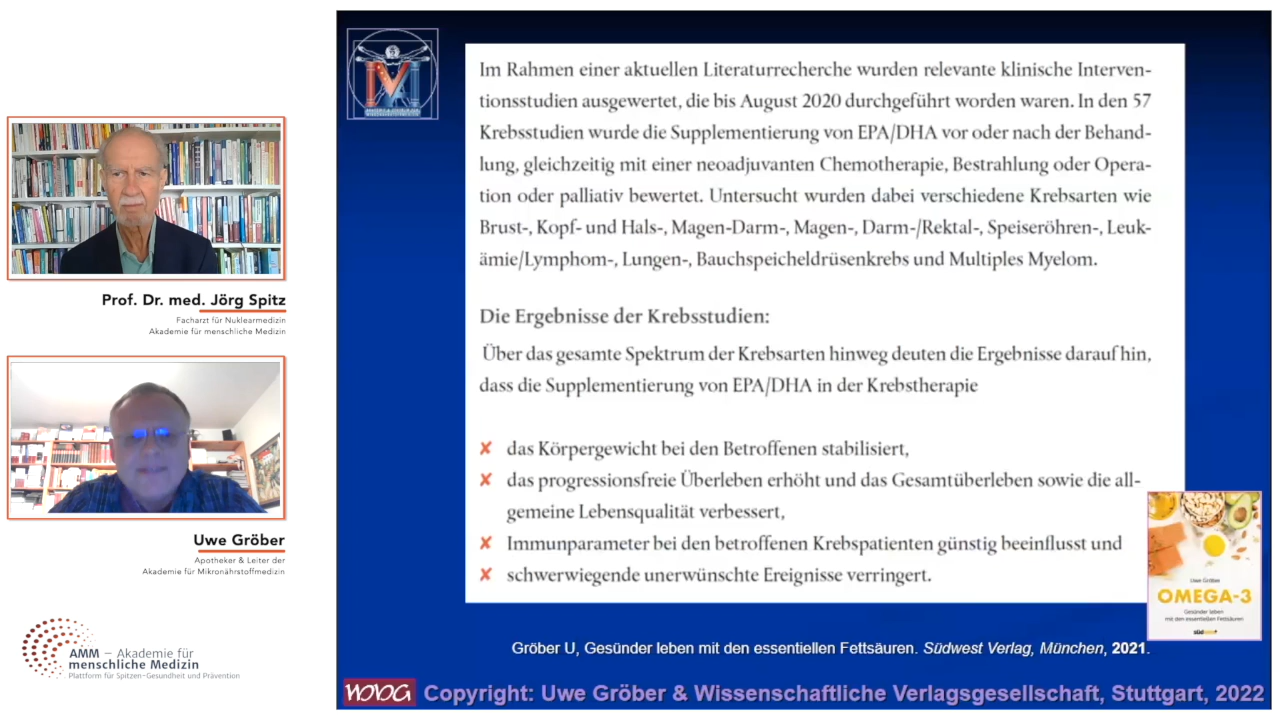 Im Rahmen einer aktuellen Literaturrecherche wurden relevante klinische Interven-
tionsstudien ausgewertet, die bis August 2020 durchgeführt worden waren. In den 57
Krebsstudien wurde die Supplementierung von EPA/DHA vor oder nach der Behand-
lung, gleichzeitig mit einer neoadjuvanten Chemotherapie, Bestrahlung oder Opera-
tion oder palliativ bewertet. Untersucht wurden dabei verschiedene Krebsarten wie
Brust-, Kopf- und Hals-, Magen-Darm-, Magen-, Darm-/Rektal-, Speiseröhren-, Leuk-
ämie/Lymphom-, Lungen-, Bauchspeicheldrüsenkrebs und Multiples Myelom.
Die Ergebnisse der Krebsstudien:
Über das gesamte Spektrum der Krebsarten hinweg deuten die Ergebnisse darauf hin,
dass die Supplementierung von EPA/DHA in der Krebstherapie
✘ das Körpergewicht bei den Betroffenen stabilisiert,
✘ das progressionsfreie Überleben erhöht und das Gesamtüberleben sowie die all-
gemeine Lebensqualität verbessert,
✘ Immunparameter bei den betroffenen Krebspatienten günstig beeinflusst und
✘ schwerwiegende unerwünschte Ereignisse verringert.
Uwe Gröber
OMEGA-3
Gesünder leben
mit den essentiellen Fettsäuren
südwest
Gröber U, Gesünder leben mit den essentiellen Fettsäuren. Südwest Verlag, München, 2021.
WVG Copyright: Uwe Gröber & Wissenschaftliche Verlagsgesellschaft, Stuttgart, 2022
Prof. Dr. med. Jörg Spitz
Facharzt für Nuklearmedizin
Akademie für menschliche Medizin
Uwe Gröber
Apotheker & Leiter der
Akademie für Mikronährstoffmedizin
AMM – Akademie für
menschliche Medizin
Plattform für Spitzen-Gesundheit und Prävention